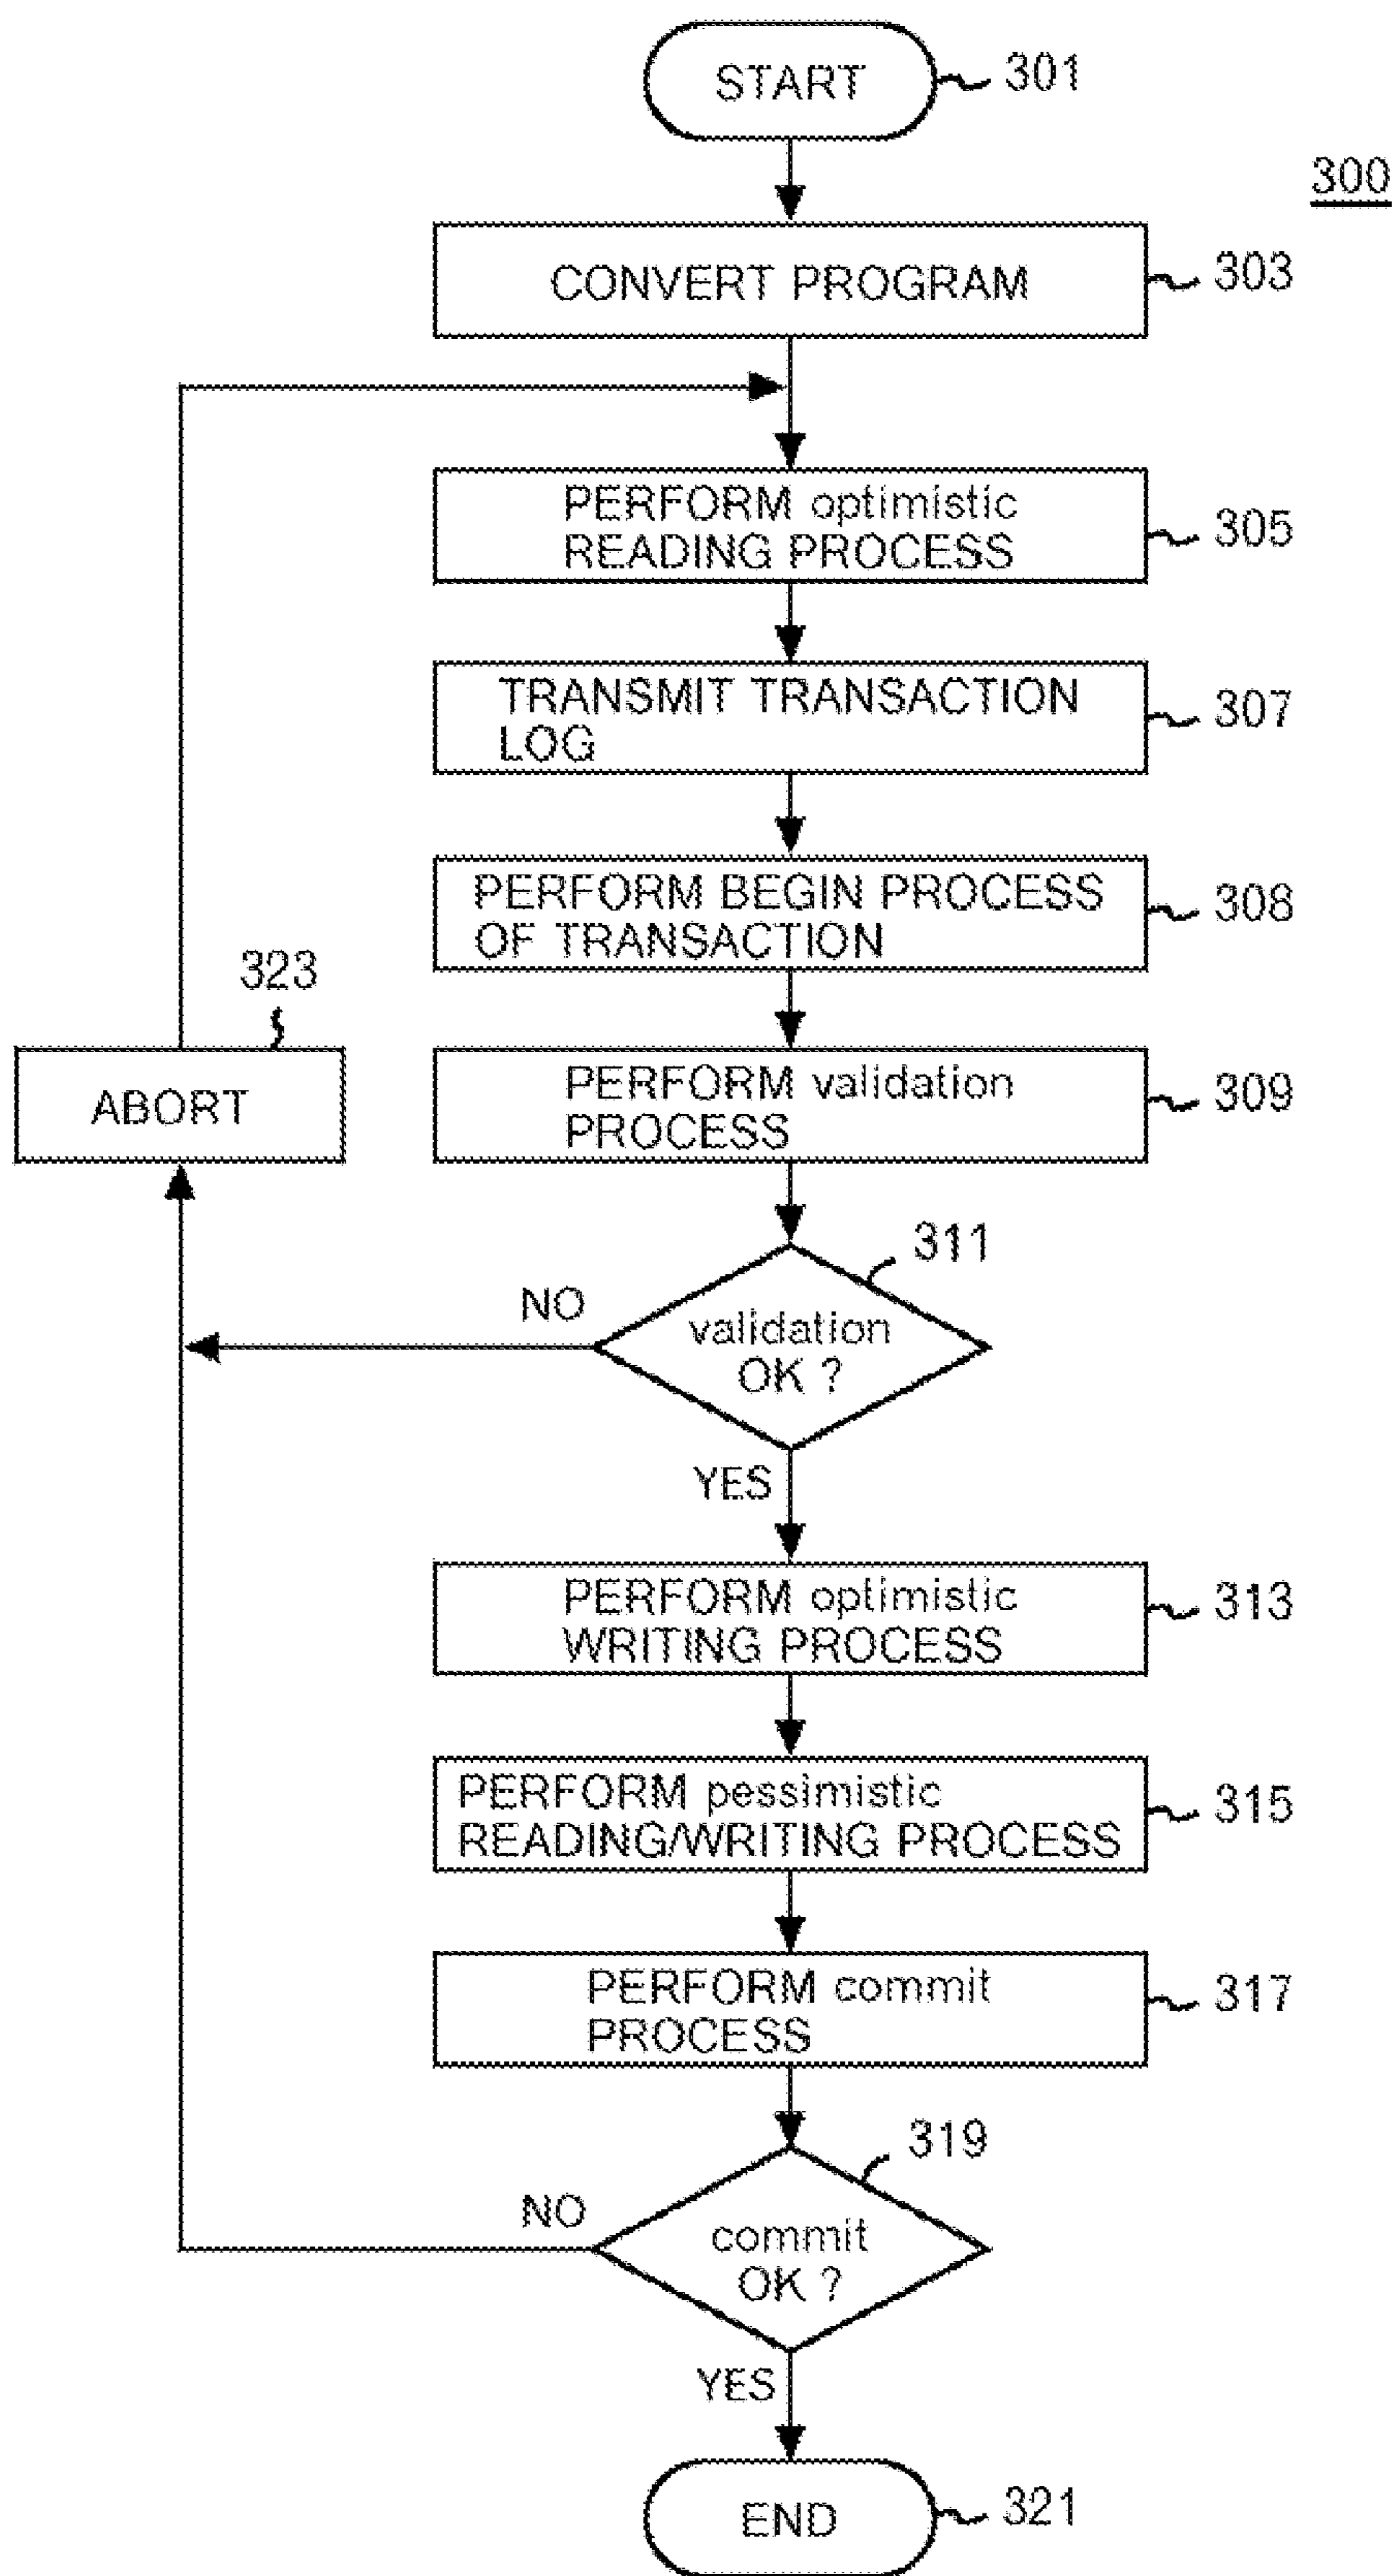 START
301
300
CONVERT PROGRAM
303
PERFORM optimistic
READING PROCESS
305
TRANSMIT TRANSACTION
LOG
307
PERFORM BEGIN PROCESS
OF TRANSACTION
308
323
ABORT
PERFORM validation
PROCESS
309
311
NO
validation
OK ?
YES
PERFORM optimistic
WRITING PROCESS
313
PERFORM pessimistic
READING/WRITING PROCESS
315
PERFORM commit
PROCESS
317
319
NO
commit
OK ?
YES
END
321